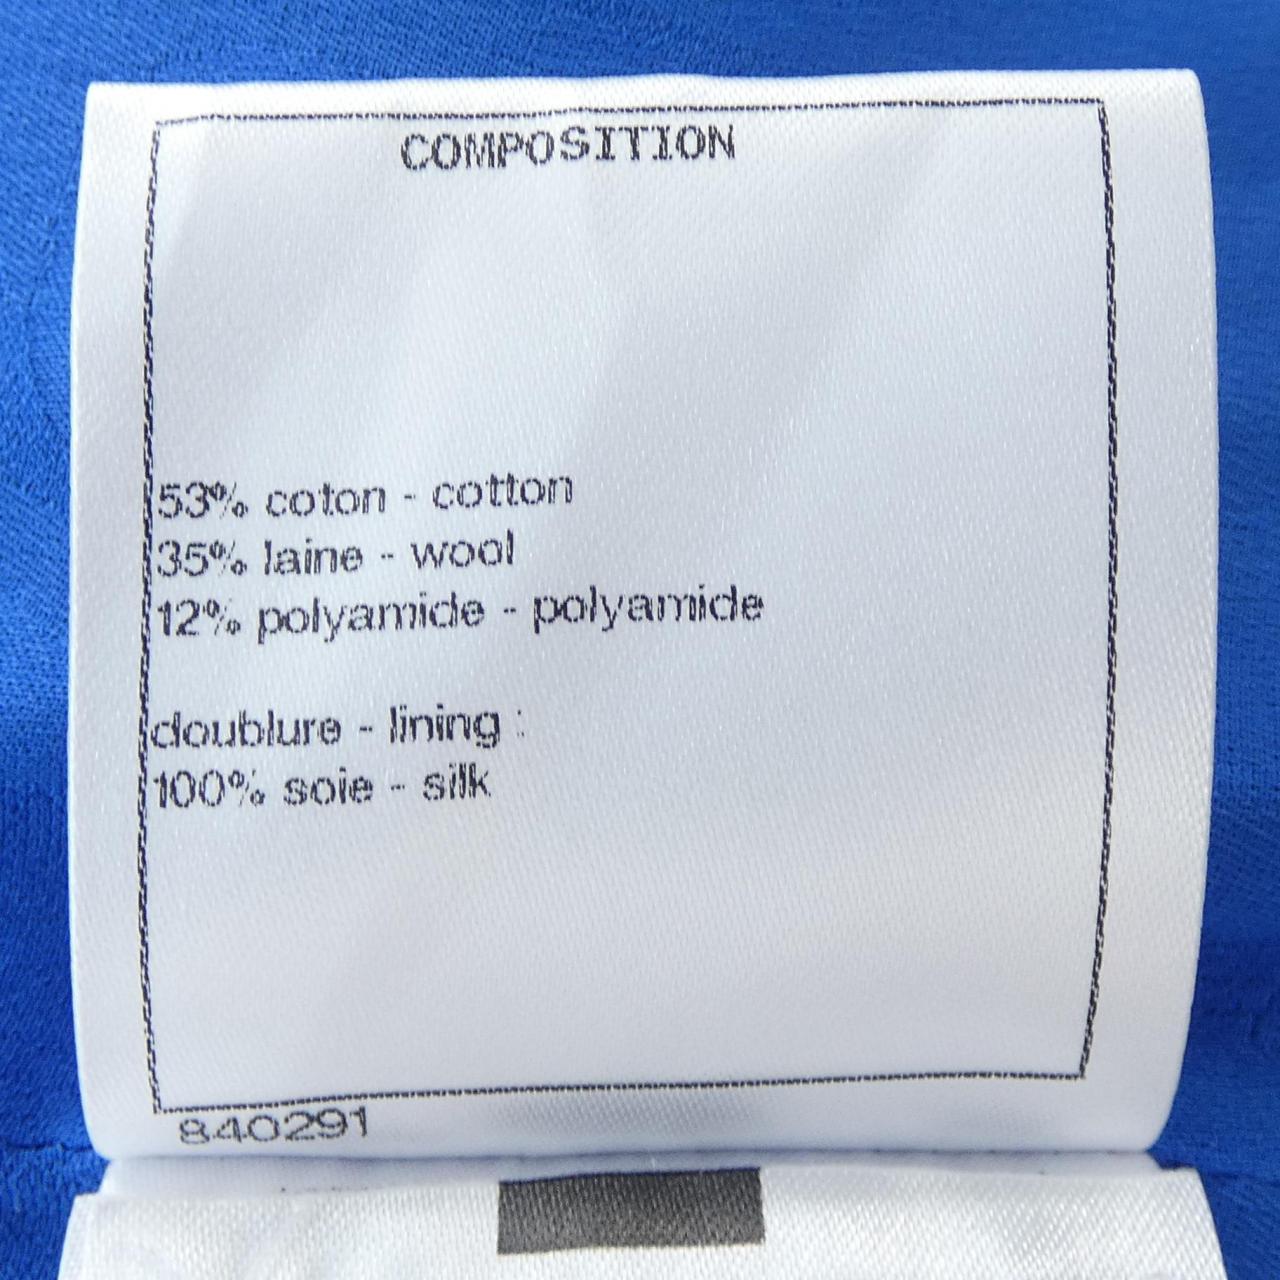 COMPOSITION
53% coton - cotton
35% laine - wool
12% polyamide - polyamide
doublure - lining :
100% soie - silk
840291